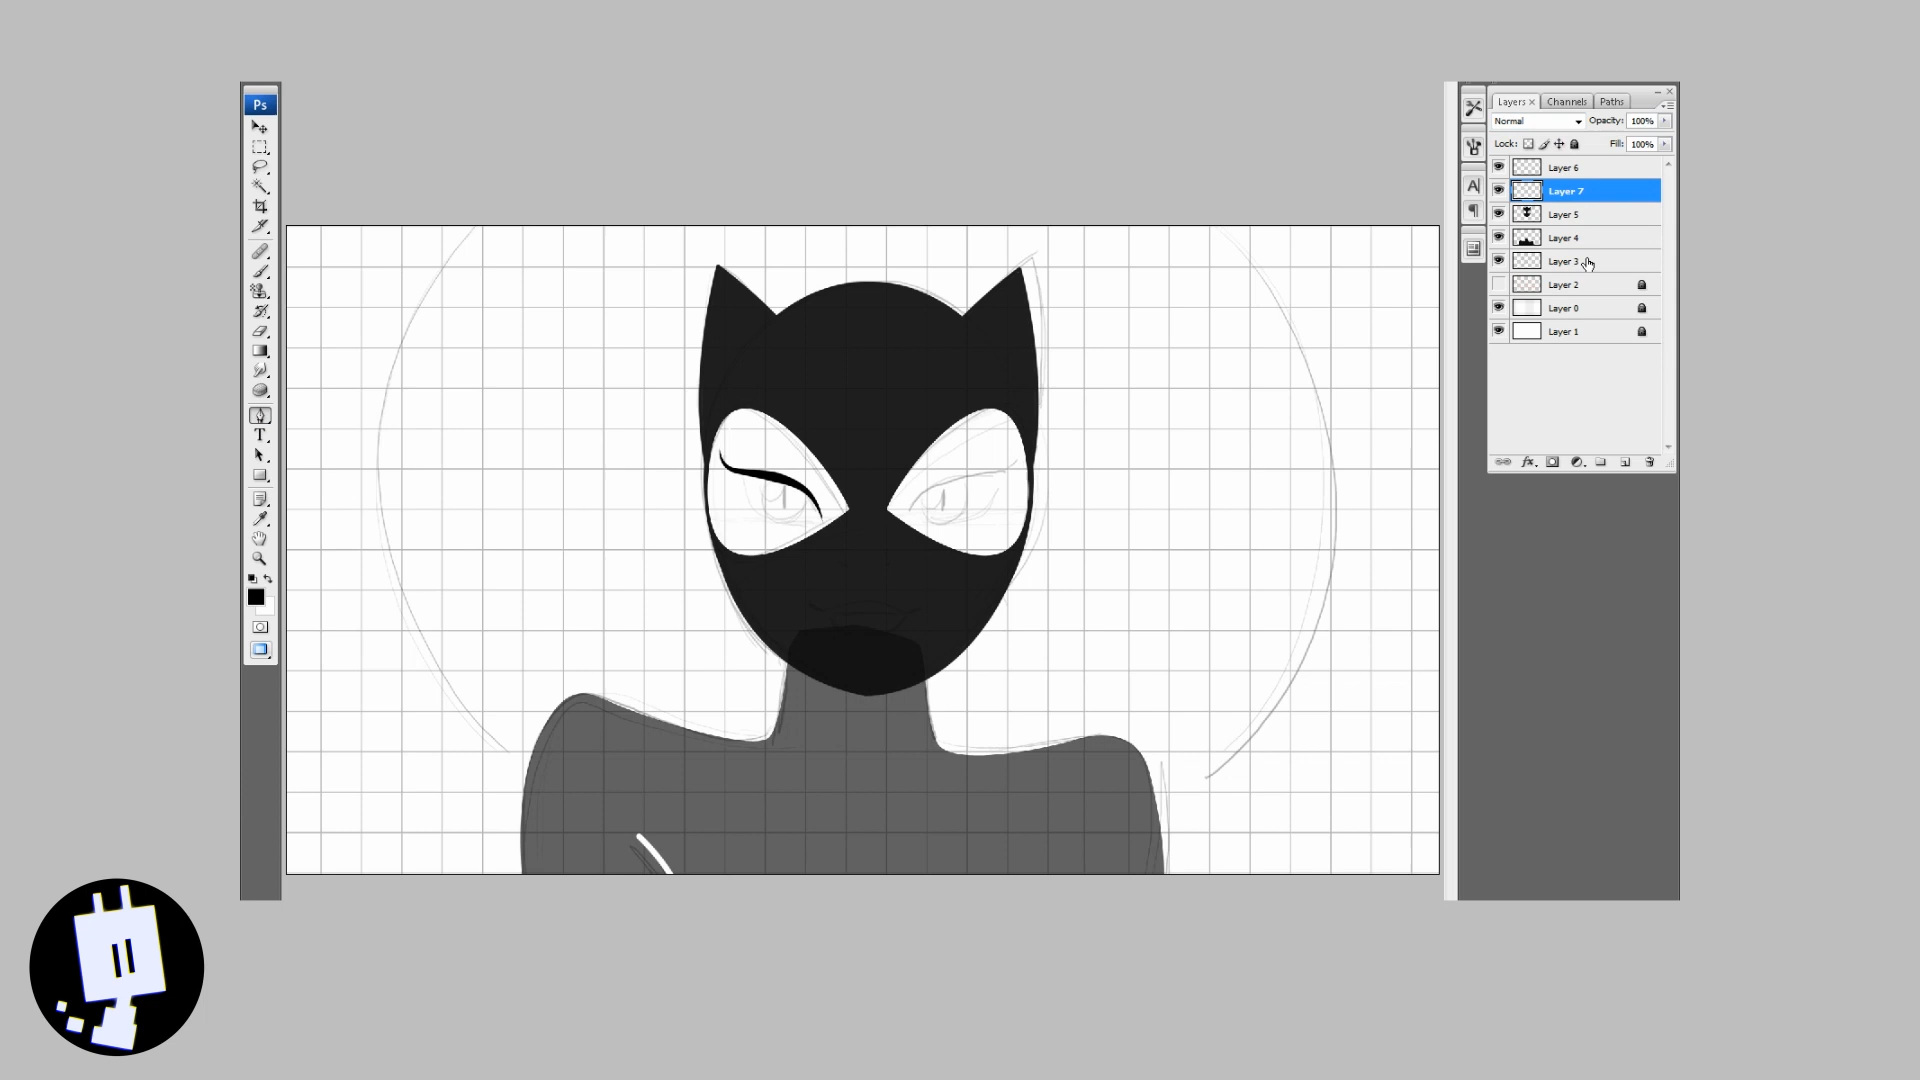 Ps
T
Layers × Channels Paths
Normal Opacity: 100%
Lock: Fill: 100%
Layer 6
Layer 7
Layer 5
Layer 4
Layer 3
Layer 2
Layer 0
Layer 1
A
fx